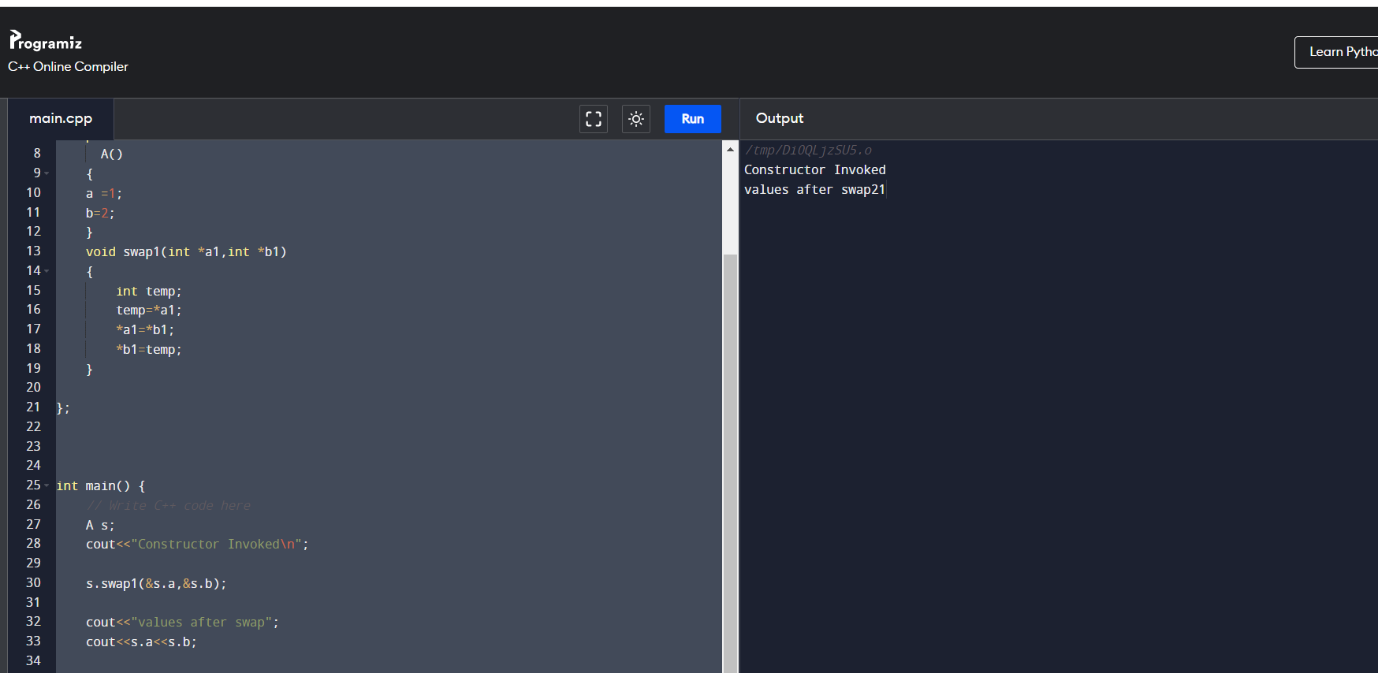 Programiz
C++ Online Compiler
Learn Pytho
main.cpp
Run
Output
8 A()
9 {
10 a =1;
11 b=2;
12 }
13 void swap1(int *a1,int *b1)
14 {
15 int temp;
16 temp=*a1;
17 *a1=*b1;
18 *b1=temp;
19 }
20
21 };
22
23
24
25 int main() {
26 // Write C++ code here
27 A s;
28 cout<<"Constructor Invoked\n";
29
30 s.swap1(&s.a,&s.b);
31
32 cout<<"values after swap";
33 cout<<s.a<<s.b;
34
/tmp/Di0QLjzSU5.o
Constructor Invoked
values after swap21